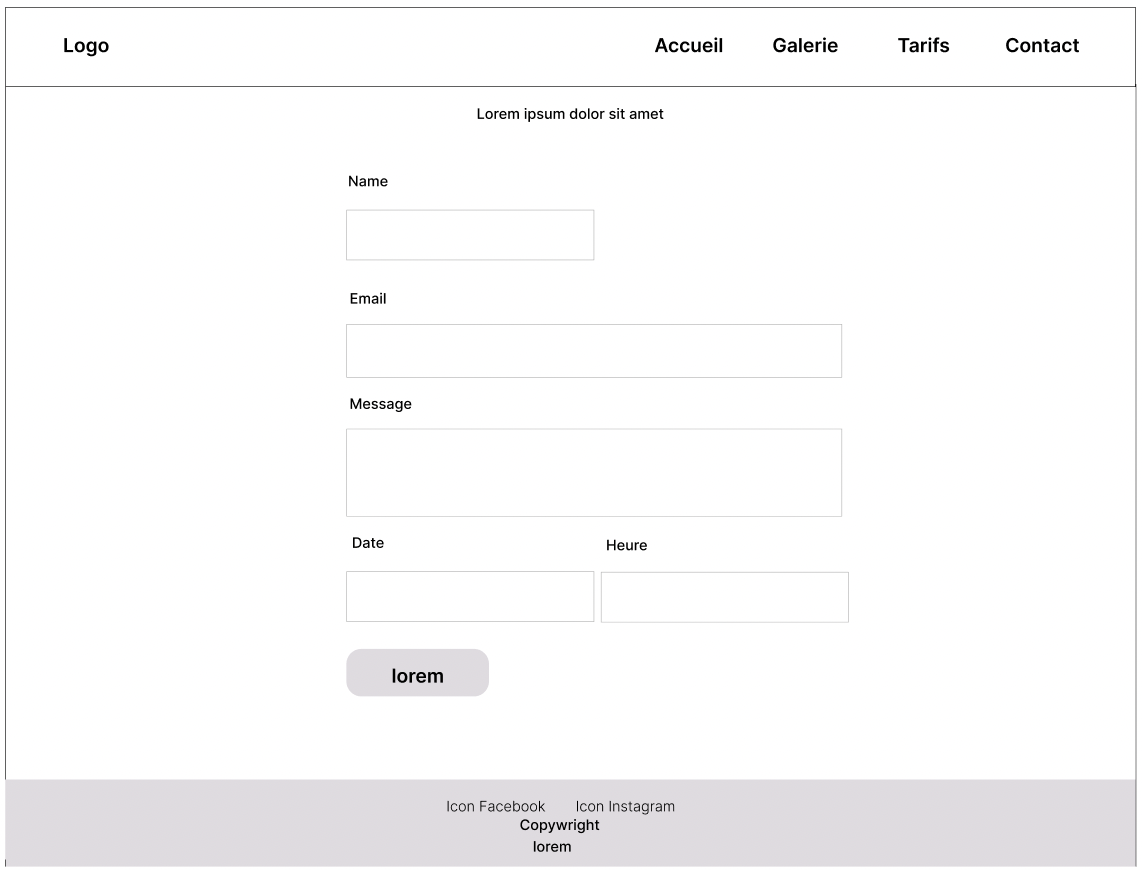 Logo Accueil Galerie Tarifs Contact
Lorem ipsum dolor sit amet
Name
Email
Message
Date Heure
lorem
Icon Facebook Icon Instagram
Copywright
lorem